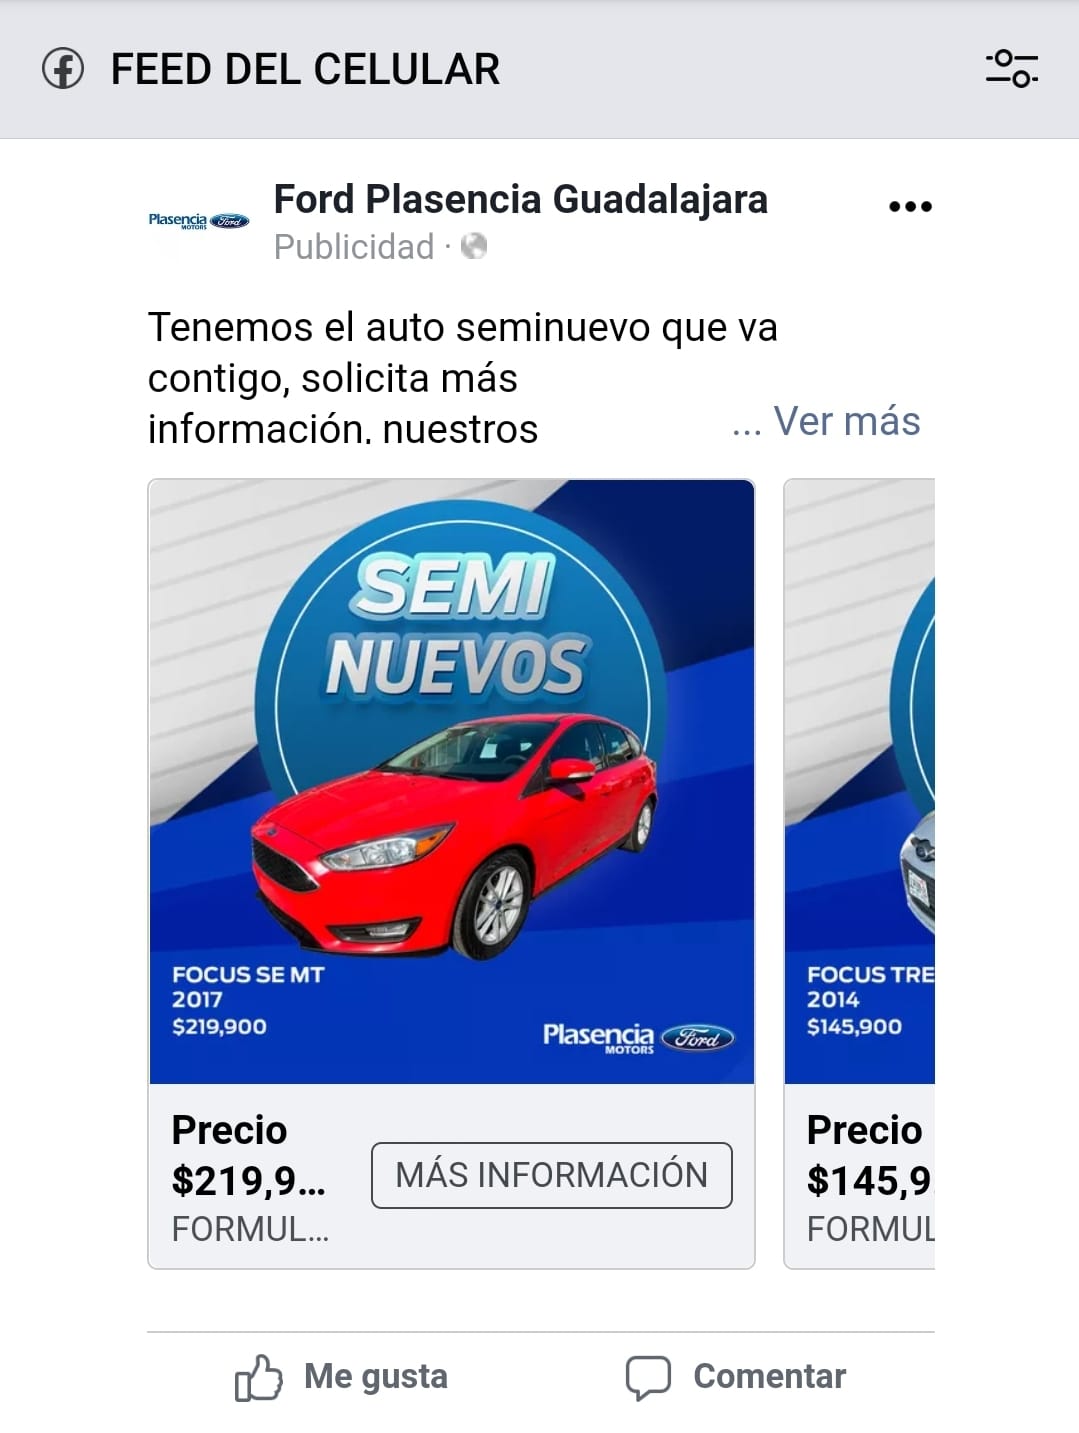 FEED DEL CELULAR
Plasencia MOTORS Ford
Ford Plasencia Guadalajara
Publicidad ·
Tenemos el auto seminuevo que va
contigo, solicita más
información, nuestros
... Ver más
SEMI
NUEVOS
FOCUS SE MT
2017
$219,900
Plasencia
MOTORS
Ford
FOCUS TRE
2014
$145,900
Precio
$219,9...
FORMUL...
MÁS INFORMACIÓN
Precio
$145,9
FORMUL
Me gusta
Comentar